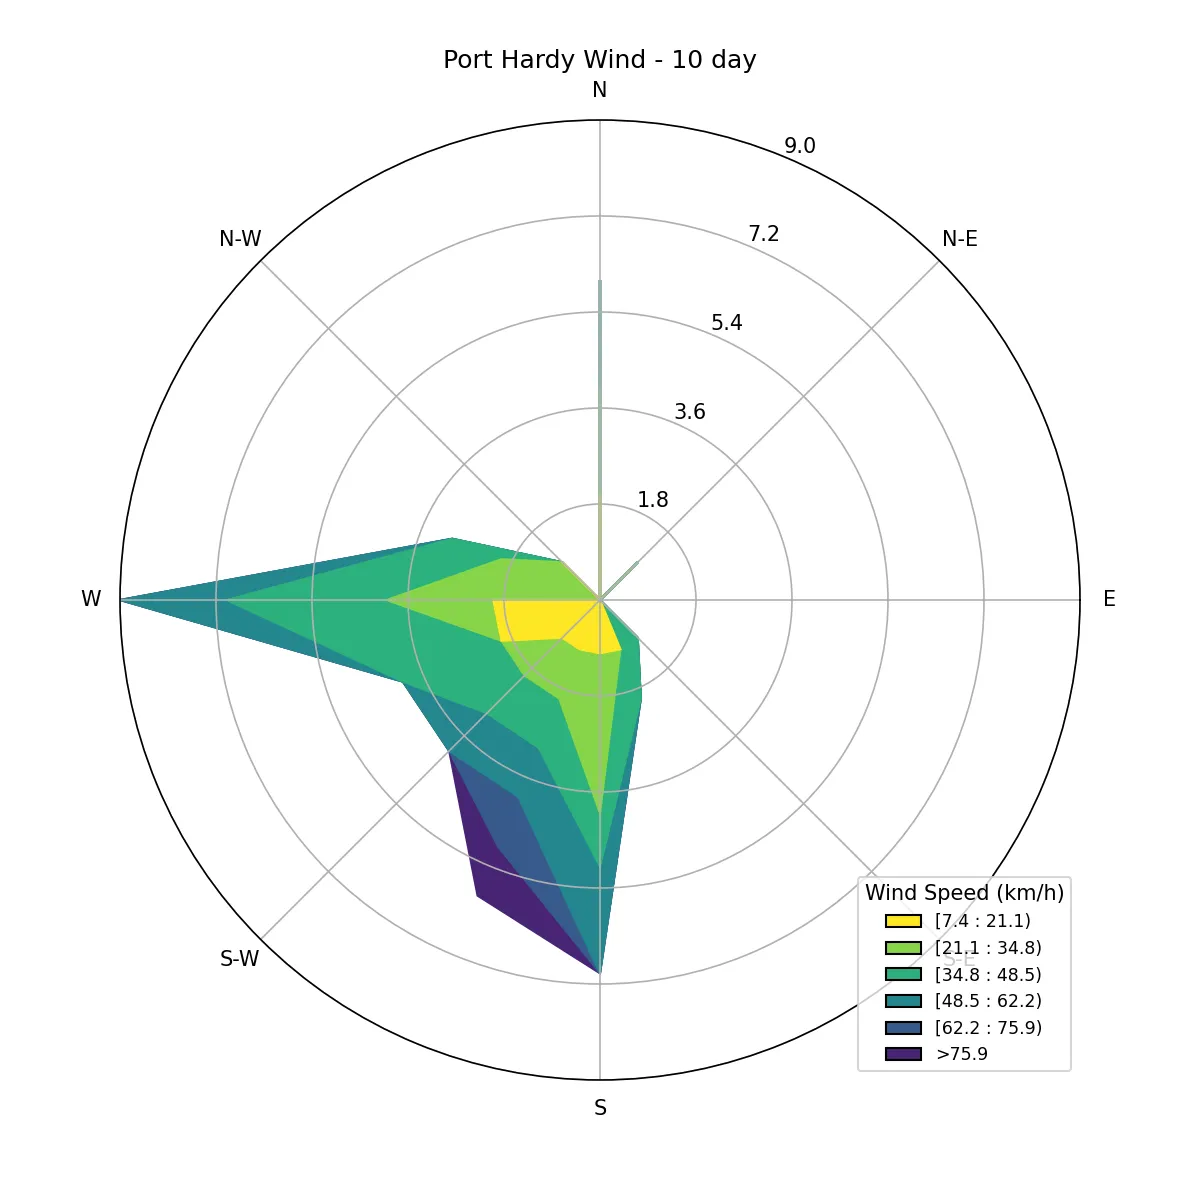 Port Hardy Wind - 10 day
N
9.0
N-W
N-E
7.2
5.4
3.6
1.8
W
E
S-W
S-E
S
Wind Speed (km/h)
[7.4 : 21.1)
[21.1 : 34.8)
[34.8 : 48.5)
[48.5 : 62.2)
[62.2 : 75.9)
>75.9